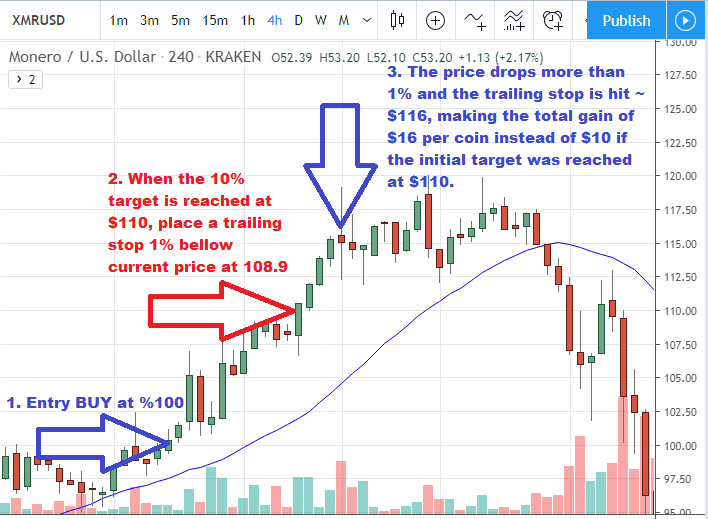 XMRUSD 1m 3m 5m 15m 1h 4h D W M Publish
Monero / U.S. Dollar · 240 · KRAKEN O52.39 H53.20 L52.10 C53.20 +1.13 (+2.17%)
2
3. The price drops more than
1% and the trailing stop is hit ~
$116, making the total gain of
$16 per coin instead of $10 if
the initial target was reached
at $110.
2. When the 10%
target is reached at
$110, place a trailing
stop 1% bellow
current price at 108.9
1. Entry BUY at %100
130.00
127.50
125.00
122.50
120.00
117.50
115.00
112.50
110.00
107.50
105.00
102.50
100.00
97.50
95.00